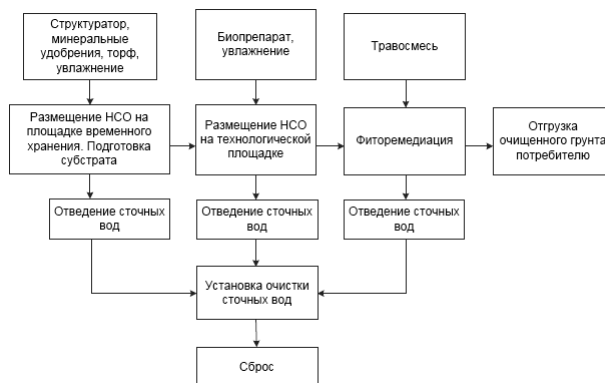 Структуратор,
минеральные
удобрения, торф,
увлажнение
Биопрепарат,
увлажнение
Травосмесь
Размещение НСО на
площадке временного
хранения. Подготовка
субстрата
Размещение НСО
на технологической
площадке
Фиторемедиация
Отгрузка
очищенного грунта
потребителю
Отведение сточных
вод
Отведение сточных
вод
Отведение сточных
вод
Установка очистки
сточных вод
Сброс